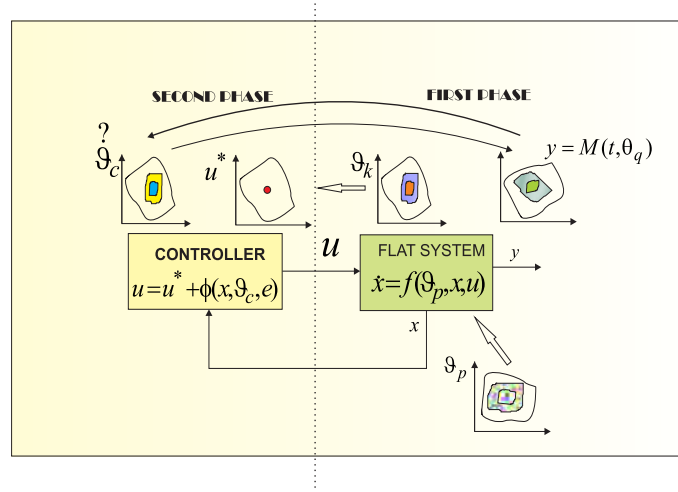 SECOND PHASE
FIRST PHASE
?
ϑc
u*
ϑk
y = M(t,θq)
CONTROLLER
u=u*+ϕ(x,ϑc,e)
u
FLAT SYSTEM
ẋ=f(ϑp,x,u)
y
x
ϑp